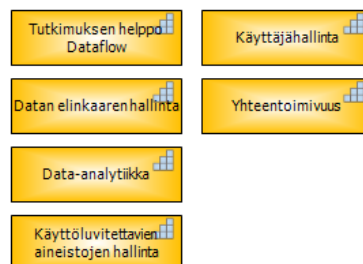 Tutkimuksen helppo
Dataflow
Käyttäjähallinta
Datan elinkaaren hallinta
Yhteentoimivuus
Data-analytiikka
Käyttöluvitettavien
aineistojen hallinta